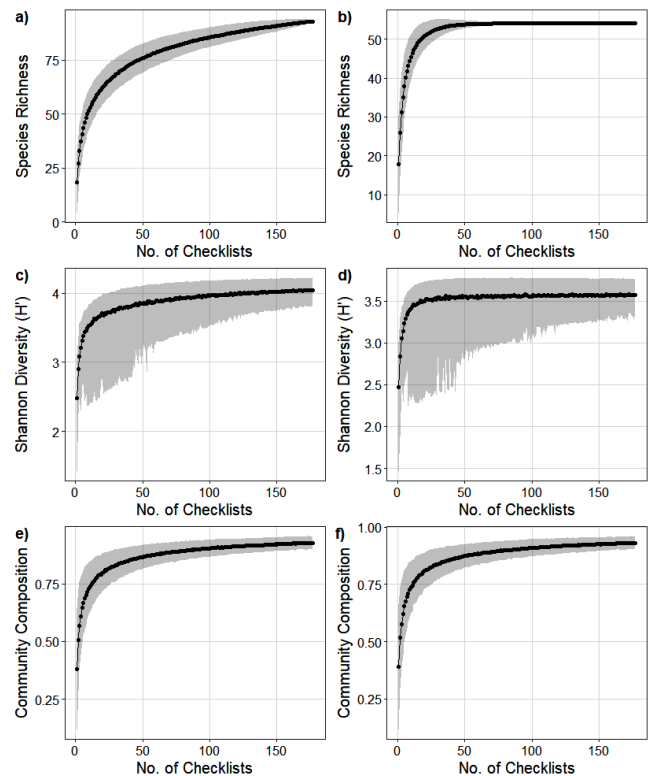 a)
Species Richness
75
50
25
0
0 50 100 150
No. of Checklists
b)
Species Richness
50
40
30
20
10
0 50 100 150
No. of Checklists
c)
Shannon Diversity (H')
4
3
2
0 50 100 150
No. of Checklists
d)
Shannon Diversity (H')
3.5
3.0
2.5
2.0
1.5
0 50 100 150
No. of Checklists
e)
Community Composition
0.75
0.50
0.25
0 50 100 150
No. of Checklists
f)
Community Composition
1.00
0.75
0.50
0.25
0 50 100 150
No. of Checklists